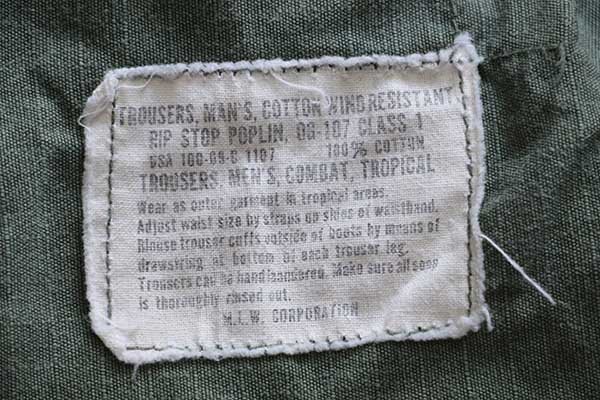 TROUSERS, MAN'S, COTTON WIND RESISTANT
RIP STOP POPLIN, OG-107 CLASS 1
DSA 100-69-C 1107 100% COTTON
TROUSERS, MEN'S, COMBAT, TROPICAL
Wear as outer garment in tropical areas.
Adjust waist size by straps up sides of waistband.
Blouse trouser cuffs outside of boots by means of
drawstring at bottom of each trouser leg.
Trousers can be hand laundered. Make sure all soap
is thoroughly rinsed out.
M.L.W. CORPORATION